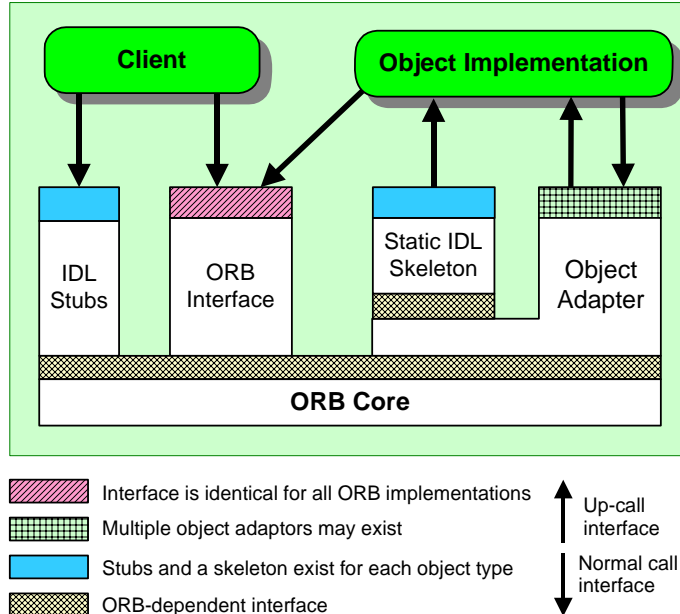 Client
Object Implementation
IDL
Stubs
ORB
Interface
Static IDL
Skeleton
Object
Adapter
ORB Core
Interface is identical for all ORB implementations
Multiple object adaptors may exist
Stubs and a skeleton exist for each object type
ORB-dependent interface
Up-call
interface
Normal call
interface